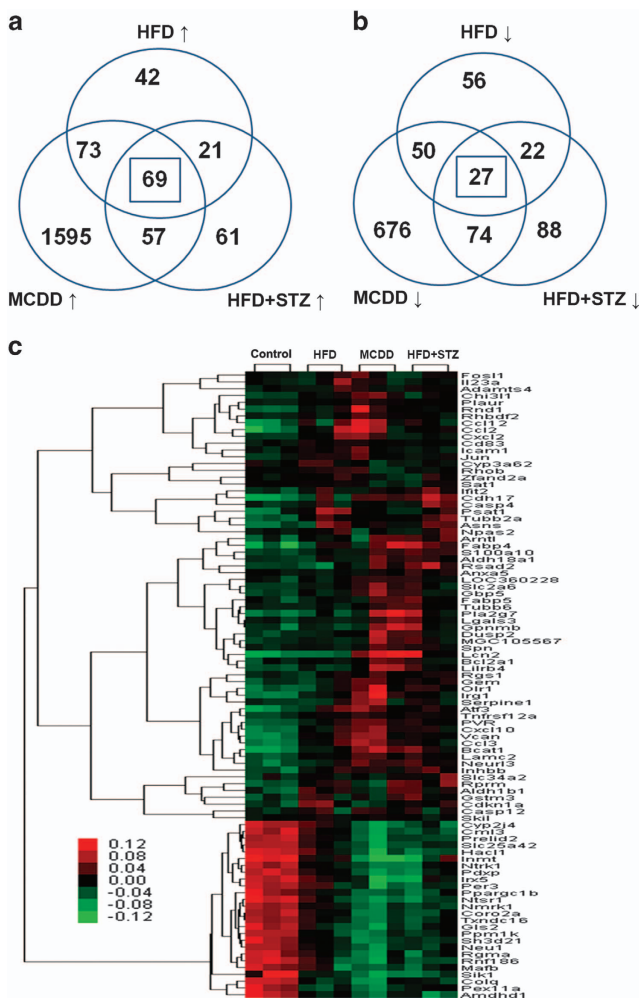 a
HFD ↑
42
73
21
69
1595
57
61
MCDD ↑
HFD+STZ ↑
b
HFD ↓
56
50
22
27
676
74
88
MCDD ↓
HFD+STZ ↓
c
Control HFD MCDD HFD+STZ
Fosl1
Il23a
Adamts4
Chi3l1
Plaur
Rnd1
Rhbdf2
Ccl12
Ccl2
Cxcl2
Cd83
Icam1
Jun
Cyp3a62
Rhob
Zfand2a
Sat1
Ifit2
Cdh17
Casp4
Psat1
Tubb2a
Asns
Npas2
Arntl
Fabp4
S100a10
Aldh18a1
Rsad2
Anxa5
LOC360228
Slc2a6
Gbp5
Fabp5
Tubb6
Pla2g7
Lgals3
Gpnmb
Dusp2
MGC105567
Spn
Lcn2
Bcl2a1
Lilrb4
Rgs1
Gem
Olr1
Irg1
Serpine1
Atf3
Tnfrsf12a
PVR
Cxcl10
Vcan
Ccl3
Bcat1
Lamc2
Neurl3
Inhbb
Slc34a2
Rprm
Aldh1b1
Gstm3
Cdkn1a
Casp12
Skil
Cyp2j4
Cml3
Prelid2
Slc25a42
Hacl1
Inmt
Ntrk1
Pdxp
Irx5
Per3
Ppargc1b
Ntsr1
Nmrk1
Coro2a
Txndc16
Gls2
Ppm1k
Sh3d21
Neu1
Rgma
Rnf186
Mafb
Sik1
Colq
Pex11a
Amdhd1
0.12
0.08
0.04
0.00
-0.04
-0.08
-0.12